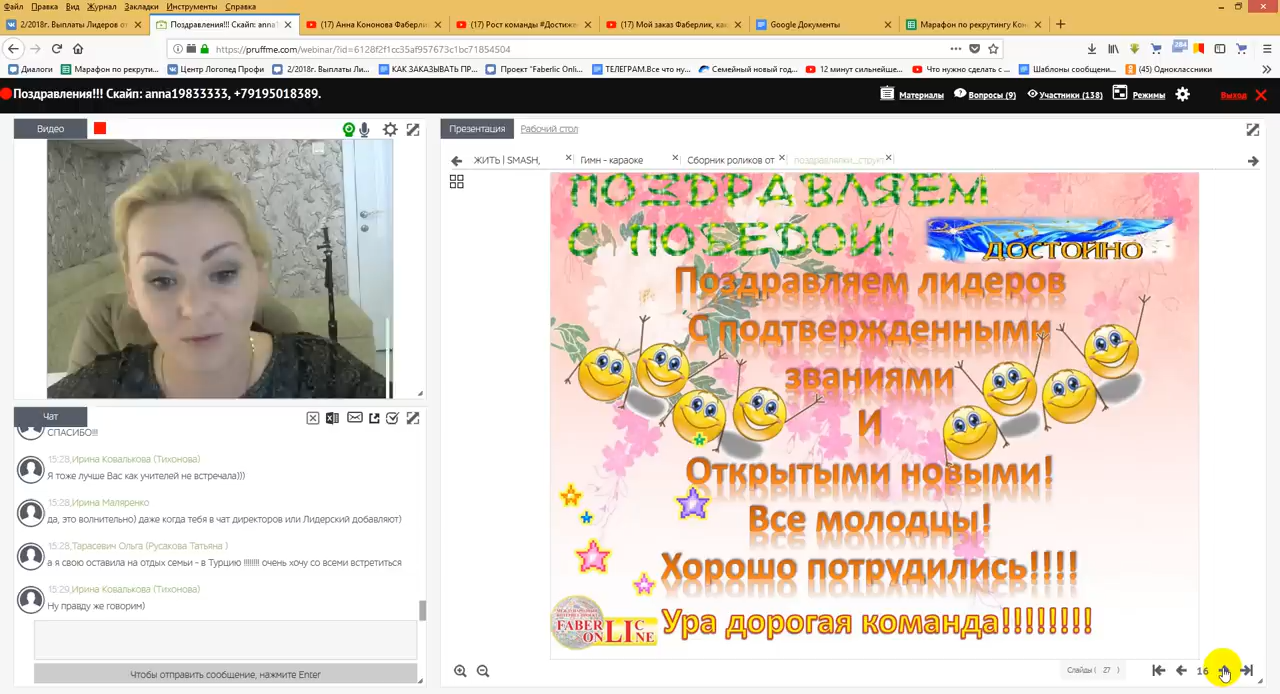 Файл Правка Вид Журнал Закладки Инструменты Справка
2/2018г. Выплаты Лидеров от
Поздравления!!! Скайп: anna1
(17) Анна Кононова Фаберлик
(17) Рост команды #Достиже
(17) Мой заказ Фаберлик, как
Google Документы
Марафон по рекрутингу Кон
https://pruffme.com/webinar/?id=6128f2f1cc35af957673c1bc71854504
284
Диалоги
Марафон по рекрути...
Центр Логопед Профи
2/2018г. Выплаты Ли...
КАК ЗАКАЗЫВАТЬ ПР...
Проект "Faberlic Onli...
ТЕЛЕГРАМ.Все что ну...
Семейный новый год...
12 минут сильнейше...
Что нужно сделать с ...
Шаблоны сообщени...
(45) Одноклассники
Поздравления!!! Скайп: anna19833333, +79195018389.
Материалы
Вопросы (9)
Участники (138)
Режимы
Выход
Видео
Презентация
Рабочий стол
ЖИТЬ | SMASH,
Гимн - караоке
Сборник роликов от
поздравлялки_структ
ПОЗДРАВЛЯЕМ
С ПОБЕДОЙ!
ДОСТОЙНО
Поздравляем лидеров
С подтвержденными
званиями
И
Открытыми новыми!
Все молодцы!
Хорошо потрудились!!!!
Ура дорогая команда!!!!!!!!!
FABERLIC
ONLINE
Чат
СПАСИБО!!!
15:28,Ирина Ковалькова (Тихонова)
Я тоже лучше Вас как учителей не встречала)))
15:28,Ирина Маляренко
да, это волнительно) даже когда тебя в чат директоров или Лидерский добавляют)
15:28,Тарасевич Ольга (Русакова Татьяна )
а я свою оставила на отдых семьи - в Турцию !!!!!!!! очень хочу со всеми встретиться
15:29,Ирина Ковалькова (Тихонова)
Ну правду же говорим)
Чтобы отправить сообщение, нажмите Enter
Слайды ( 27 )
16